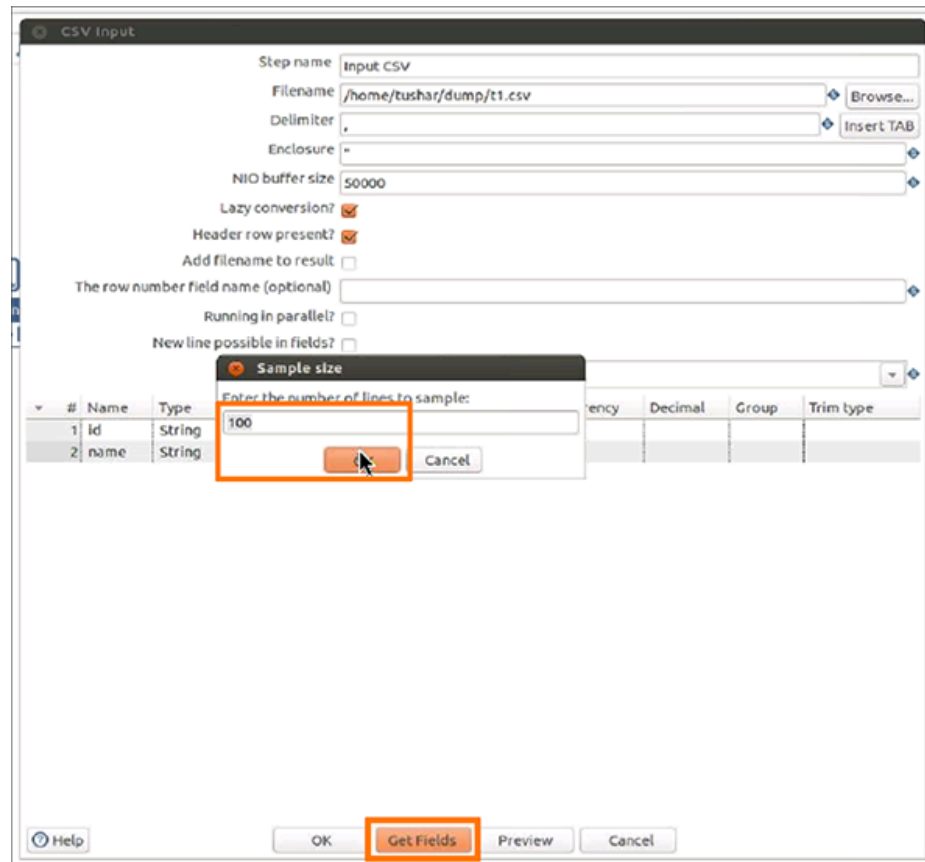 CSV Input
Step name Input CSV
Filename /home/tushar/dump/t1.csv Browse...
Delimiter , Insert TAB
Enclosure "
NIO buffer size 50000
Lazy conversion?
Header row present?
Add filename to result
The row number field name (optional)
Running in parallel?
New line possible in fields?
Sample size
Enter the number of lines to sample:
100
Cancel
# Name Type Decimal Group Trim type
1 id String
2 name String
Help OK Get Fields Preview Cancel